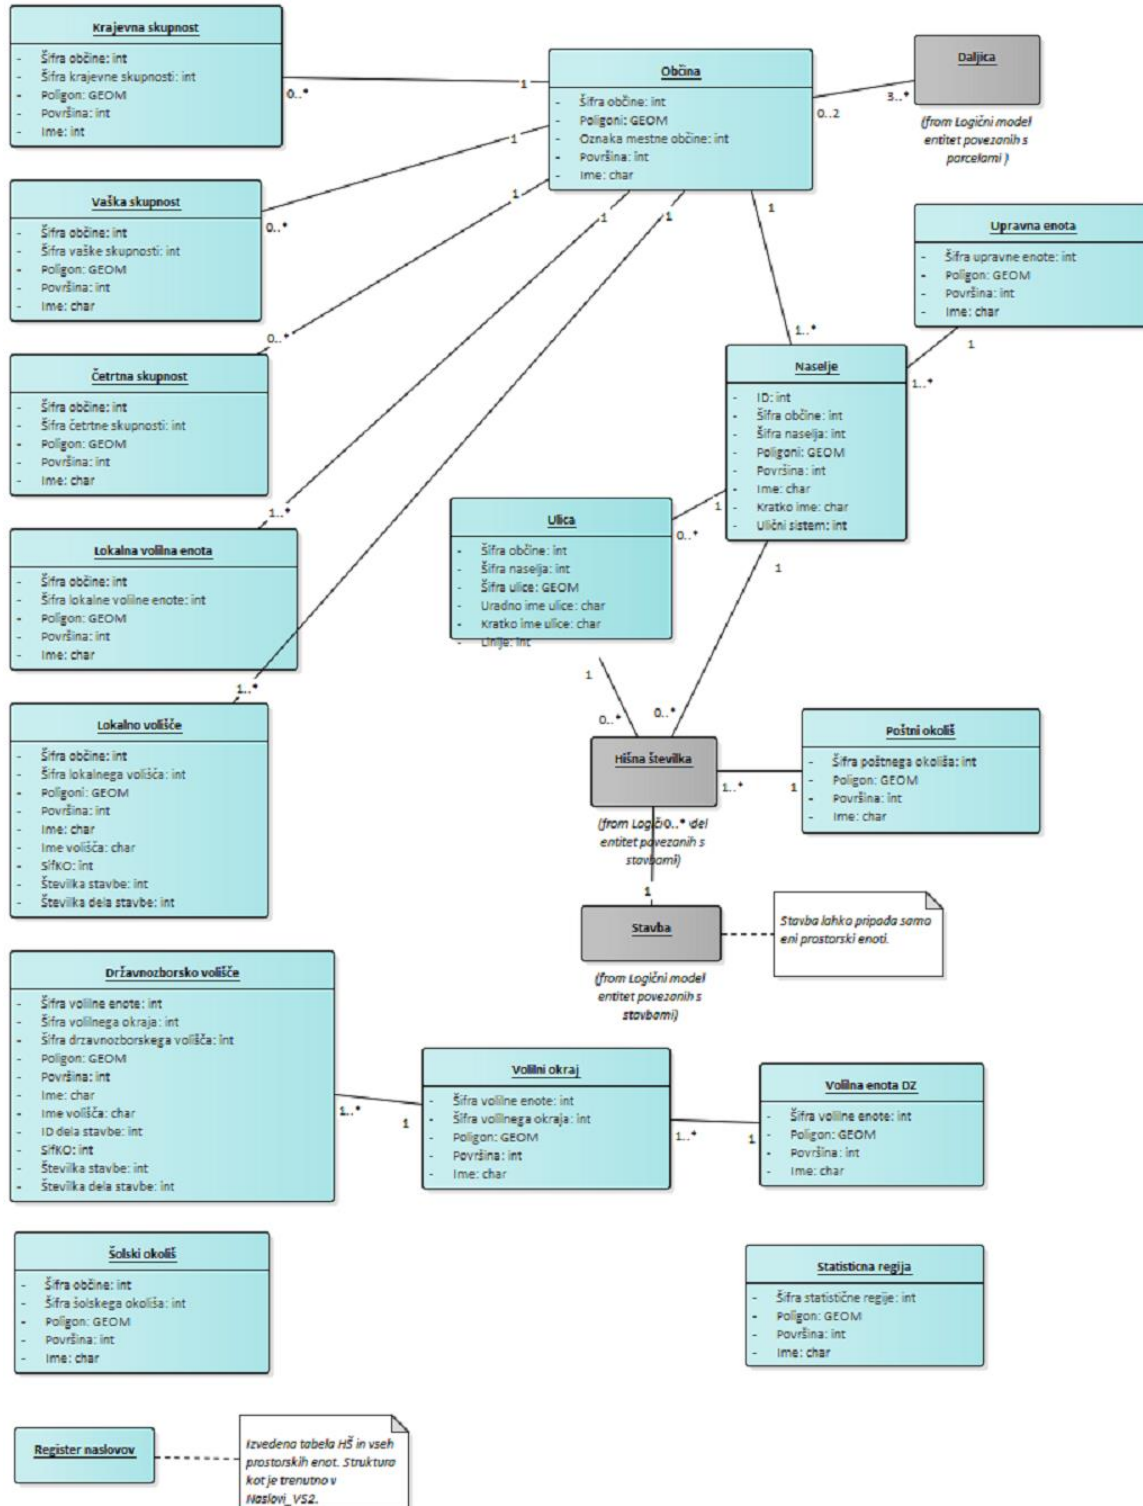 Krajevna skupnost
- Šifra občine: int
- Šifra krajevne skupnosti: int
- Poligon: GEOM
- Površina: int
- Ime: int
0..*
1
Občina
- Šifra občine: int
- Poligoni: GEOM
- Oznaka mestne občine: int
- Površina: int
- Ime: char
0..2
3..*
Daljica
(from Logični model
entitet povezanih s
parcelami )
Vaška skupnost
- Šifra občine: int
- Šifra vaške skupnosti: int
- Poligon: GEOM
- Površina: int
- Ime: char
0..*
1
Četrtna skupnost
- Šifra občine: int
- Šifra četrtne skupnosti: int
- Poligon: GEOM
- Površina: int
- Ime: char
0..*
1
1
1
1
Upravna enota
- Šifra upravne enote: int
- Poligon: GEOM
- Površina: int
- Ime: char
1
1..*
1..*
Naselje
- ID: int
- Šifra občine: int
- Šifra naselja: int
- Poligoni: GEOM
- Površina: int
- Ime: char
- Kratko ime: char
- Ulični sistem: int
1
0..*
1
Ulica
- Šifra občine: int
- Šifra naselja: int
- Šifra ulice: GEOM
- Uradno ime ulice: char
- Kratko ime ulice: char
- Linije: int
1
0..*
0..*
1..*
Lokalna volilna enota
- Šifra občine: int
- Šifra lokalne volilne enote: int
- Poligon: GEOM
- Površina: int
- Ime: char
1..*
Lokalno volišče
- Šifra občine: int
- Šifra lokalnega volišča: int
- Poligoni: GEOM
- Površina: int
- Ime: char
- Ime volišča: char
- SifKO: int
- Številka stavbe: int
- Številka dela stavbe: int
Hišna številka
(from Logični 0..* del
entitet povezanih s
stavbami)
1..*
1
Poštni okoliš
- Šifra poštnega okoliša: int
- Poligon: GEOM
- Površina: int
- Ime: char
1
Stavba
(from Logični model
entitet povezanih s
stavbami)
Stavba lahko pripada samo
eni prostorski enoti.
Državnozborsko volišče
- Šifra volilne enote: int
- Šifra volilnega okraja: int
- Šifra drzavnozborskega volišča: int
- Poligon: GEOM
- Površina: int
- Ime: char
- Ime volišča: char
- ID dela stavbe: int
- SifKO: int
- Številka stavbe: int
- Številka dela stavbe: int
1..*
1
Volilni okraj
- Šifra volilne enote: int
- Šifra volilnega okraja: int
- Poligon: GEOM
- Površina: int
- Ime: char
1..*
1
Volilna enota DZ
- Šifra volilne enote: int
- Poligon: GEOM
- Površina: int
- Ime: char
Šolski okoliš
- Šifra občine: int
- Šifra šolskega okoliša: int
- Poligon: GEOM
- Površina: int
- Ime: char
Statisticna regija
- Šifra statistične regije: int
- Poligon: GEOM
- Površina: int
- Ime: char
Register naslovov
Izvedena tabela HŠ in vseh
prostorskih enot. Struktura
kot je trenutno v
Naslovi_VS2.